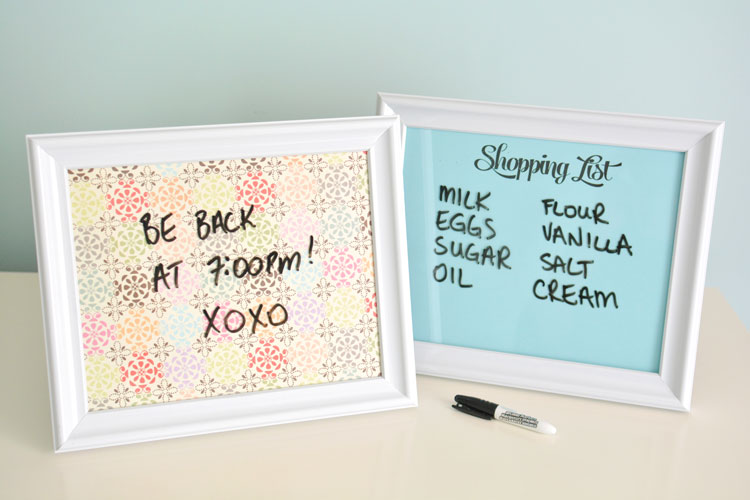 BE BACK
AT 7:00PM!
XOXO
Shopping List
MILK
EGGS
SUGAR
OIL
FLOUR
VANILLA
SALT
CREAM